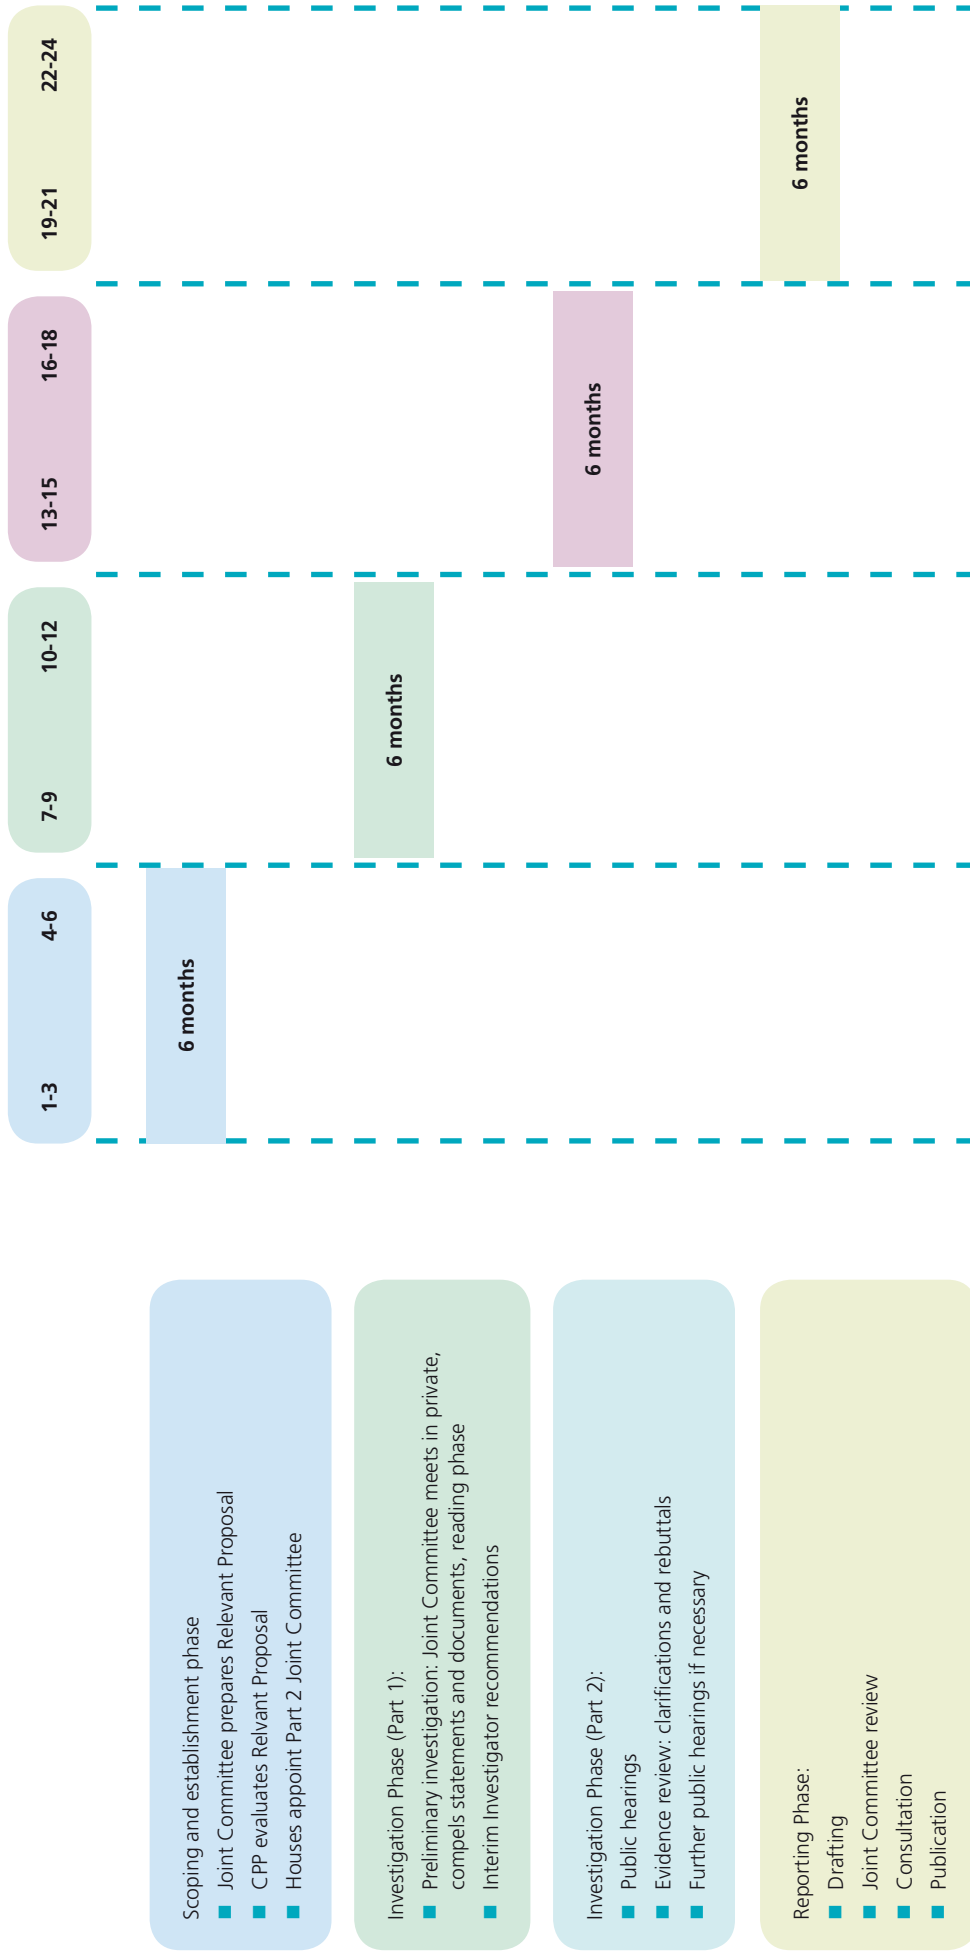 1-3 4-6 7-9 10-12 13-15 16-18 19-21 22-24
Scoping and establishment phase
■ Joint Committee prepares Relevant Proposal
■ CPP evaluates Relvant Proposal
■ Houses appoint Part 2 Joint Committee
6 months
Investigation Phase (Part 1):
■ Preliminary investigation: Joint Committee meets in private,
compels statements and documents, reading phase
■ Interim Investigator recommendations
6 months
Investigation Phase (Part 2):
■ Public hearings
■ Evidence review: clarifications and rebuttals
■ Further public hearings if necessary
6 months
Reporting Phase:
■ Drafting
■ Joint Committee review
■ Consultation
■ Publication
6 months